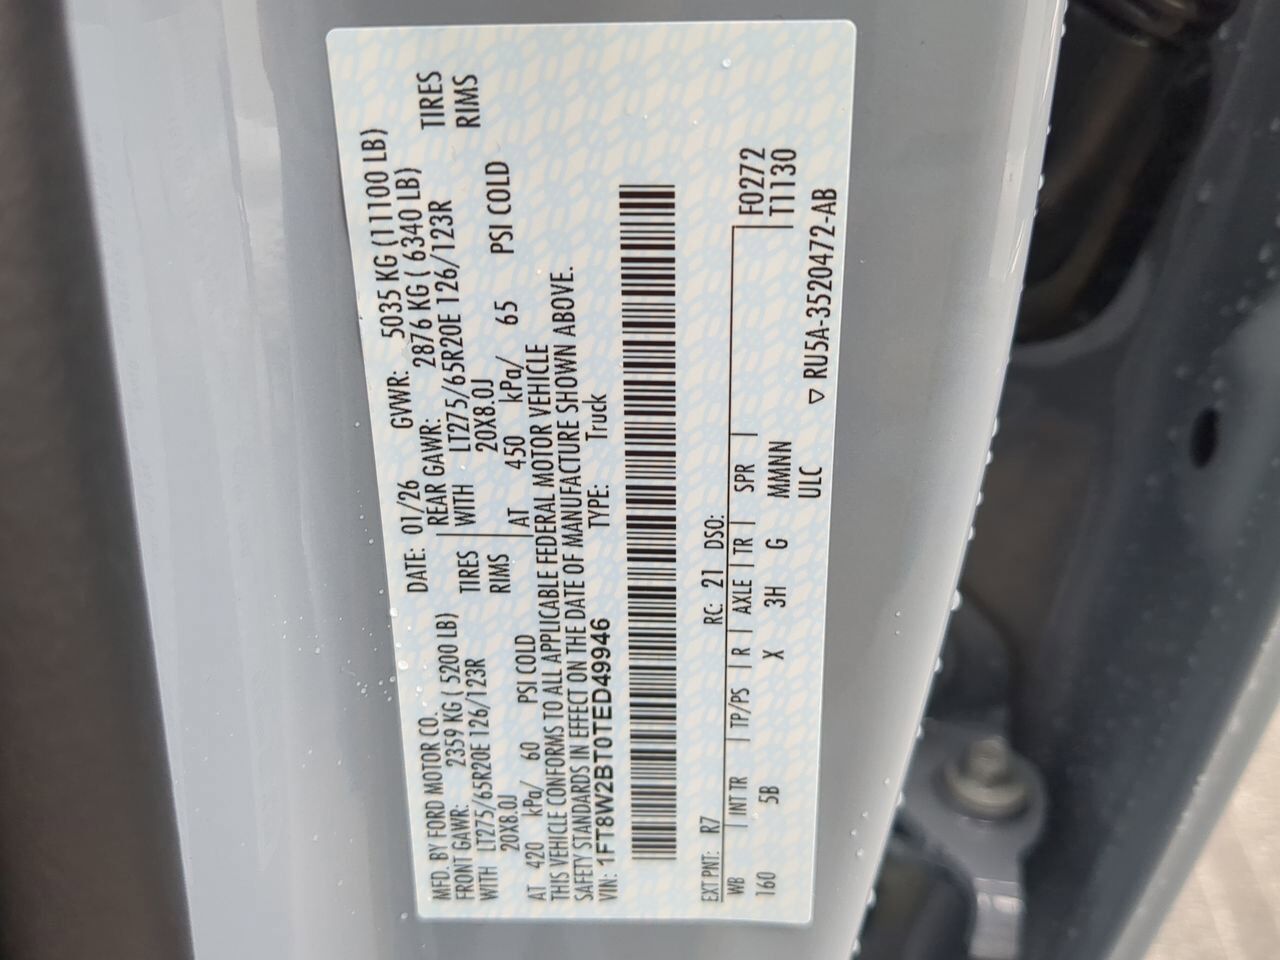 MFD. BY FORD MOTOR CO.
DATE: 01/26 GVWR: 5035 KG (11100 LB)
FRONT GAWR: 2359 KG ( 5200 LB) REAR GAWR: 2876 KG ( 6340 LB)
WITH LT275/65R20E 126/123R TIRES WITH LT275/65R20E 126/123R TIRES
20X8.0J RIMS 20X8.0J RIMS
AT 420 kPa/ 60 PSI COLD AT 450 kPa/ 65 PSI COLD
THIS VEHICLE CONFORMS TO ALL APPLICABLE FEDERAL MOTOR VEHICLE
SAFETY STANDARDS IN EFFECT ON THE DATE OF MANUFACTURE SHOWN ABOVE.
VIN: 1FT8W2BT0TED49946 TYPE: Truck
EXT PNT: R7 RC: 21 DSO:
WB INT TR TP/PS R AXLE TR SPR F0272
160 5B X 3H G MMNN T1130
ULC ▽ RU5A-3520472-AB